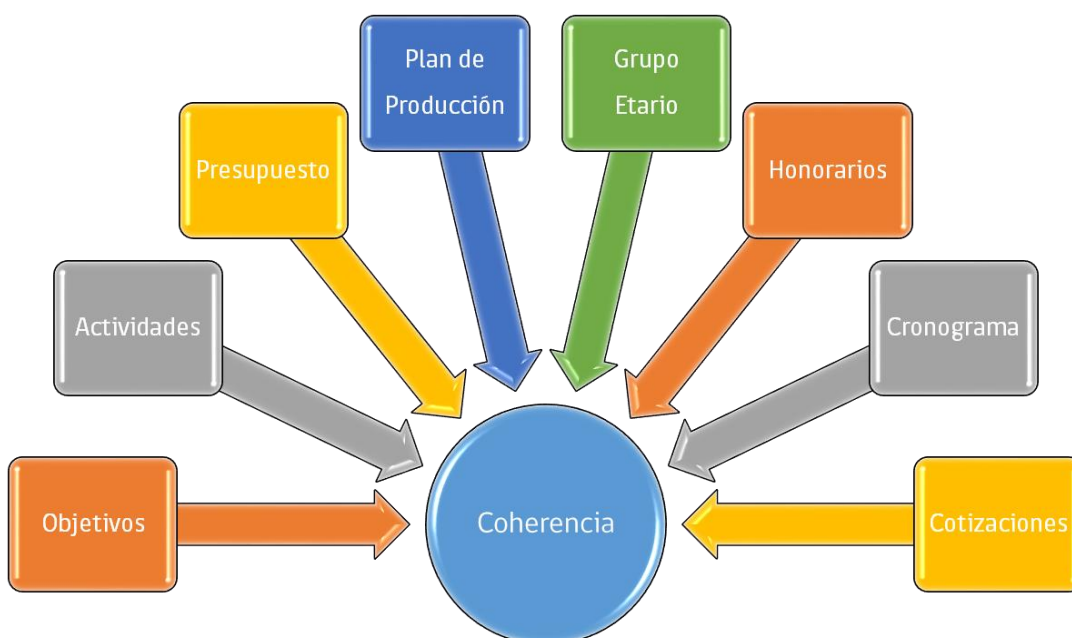 Plan de
Producción
Grupo
Etario
Presupuesto
Honorarios
Actividades
Cronograma
Objetivos
Coherencia
Cotizaciones